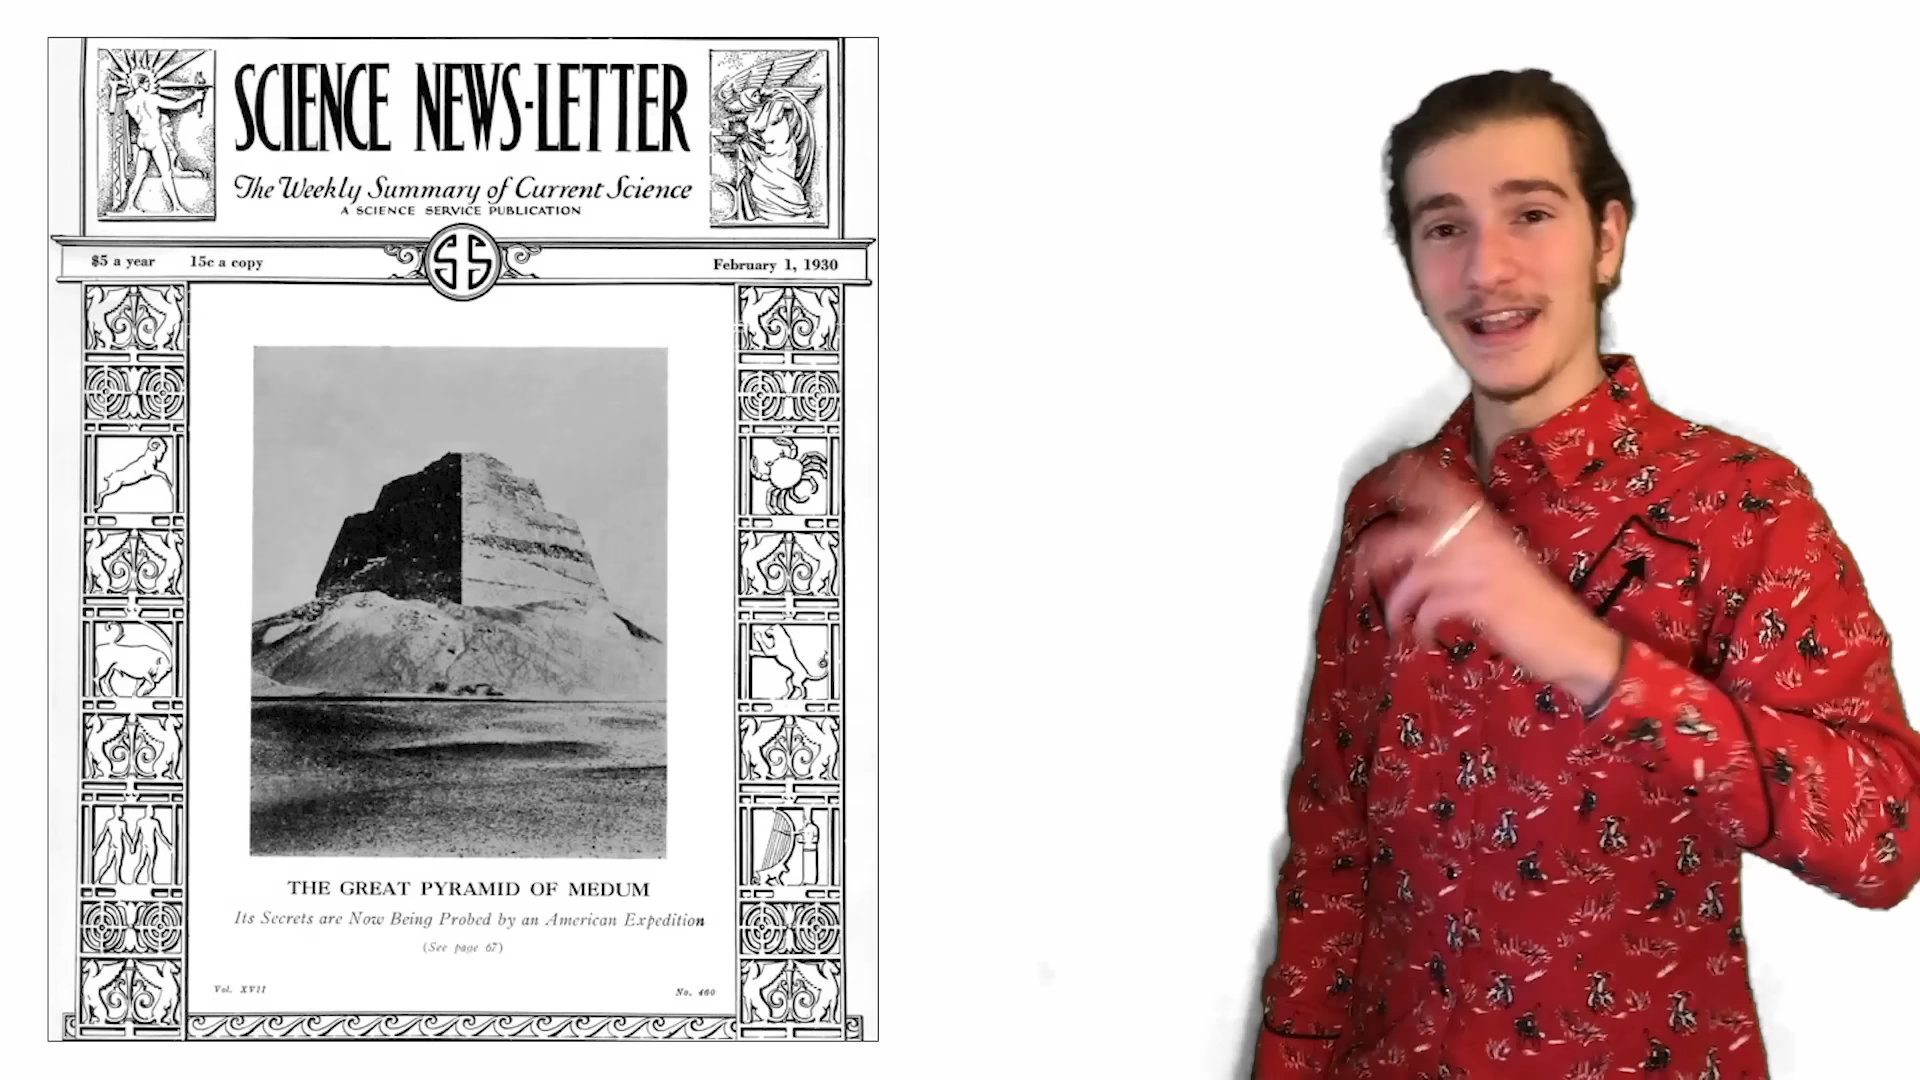 SCIENCE NEWS-LETTER
The Weekly Summary of Current Science
A SCIENCE SERVICE PUBLICATION
$5 a year 15c a copy SS February 1, 1930
THE GREAT PYRAMID OF MEDUM
Its Secrets are Now Being Probed by an American Expedition
(See page 67)
Vol. XVII No. 460